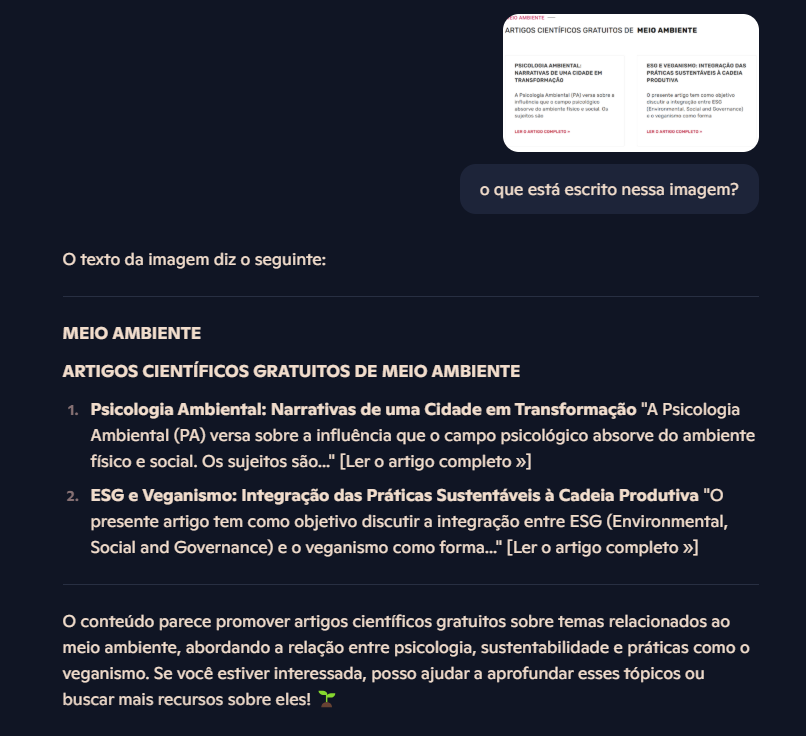 MEIO AMBIENTE
ARTIGOS CIENTÍFICOS GRATUITOS DE MEIO AMBIENTE
PSICOLOGIA AMBIENTAL:
NARRATIVAS DE UMA CIDADE EM
TRANSFORMAÇÃO
A Psicologia Ambiental (PA) versa sobre a
influência que o campo psicológico
absorve do ambiente físico e social. Os
sujeitos são
LER O ARTIGO COMPLETO »
ESG E VEGANISMO: INTEGRAÇÃO DAS
PRÁTICAS SUSTENTÁVEIS À CADEIA
PRODUTIVA
O presente artigo tem como objetivo
discutir a integração entre ESG
(Environmental, Social and Governance)
e o veganismo como forma
LER O ARTIGO COMPLETO »
o que está escrito nessa imagem?
O texto da imagem diz o seguinte:
MEIO AMBIENTE
ARTIGOS CIENTÍFICOS GRATUITOS DE MEIO AMBIENTE
1. Psicologia Ambiental: Narrativas de uma Cidade em Transformação "A Psicologia
Ambiental (PA) versa sobre a influência que o campo psicológico absorve do ambiente
físico e social. Os sujeitos são..." [Ler o artigo completo »]
2. ESG e Veganismo: Integração das Práticas Sustentáveis à Cadeia Produtiva "O
presente artigo tem como objetivo discutir a integração entre ESG (Environmental,
Social and Governance) e o veganismo como forma..." [Ler o artigo completo »]
O conteúdo parece promover artigos científicos gratuitos sobre temas relacionados ao
meio ambiente, abordando a relação entre psicologia, sustentabilidade e práticas como o
veganismo. Se você estiver interessada, posso ajudar a aprofundar esses tópicos ou
buscar mais recursos sobre eles! 🌱